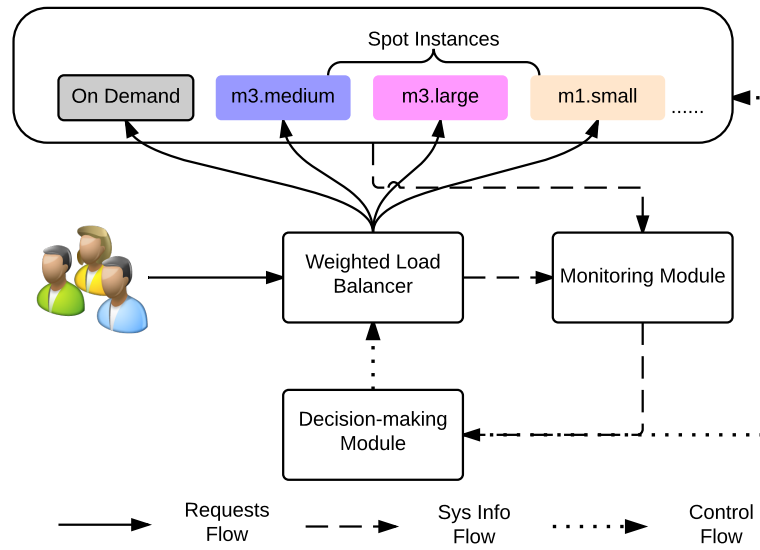 Spot Instances
On Demand
m3.medium
m3.large
m1.small
......
Weighted Load
Balancer
Monitoring Module
Decision-making
Module
Requests
Flow
Sys Info
Flow
Control
Flow